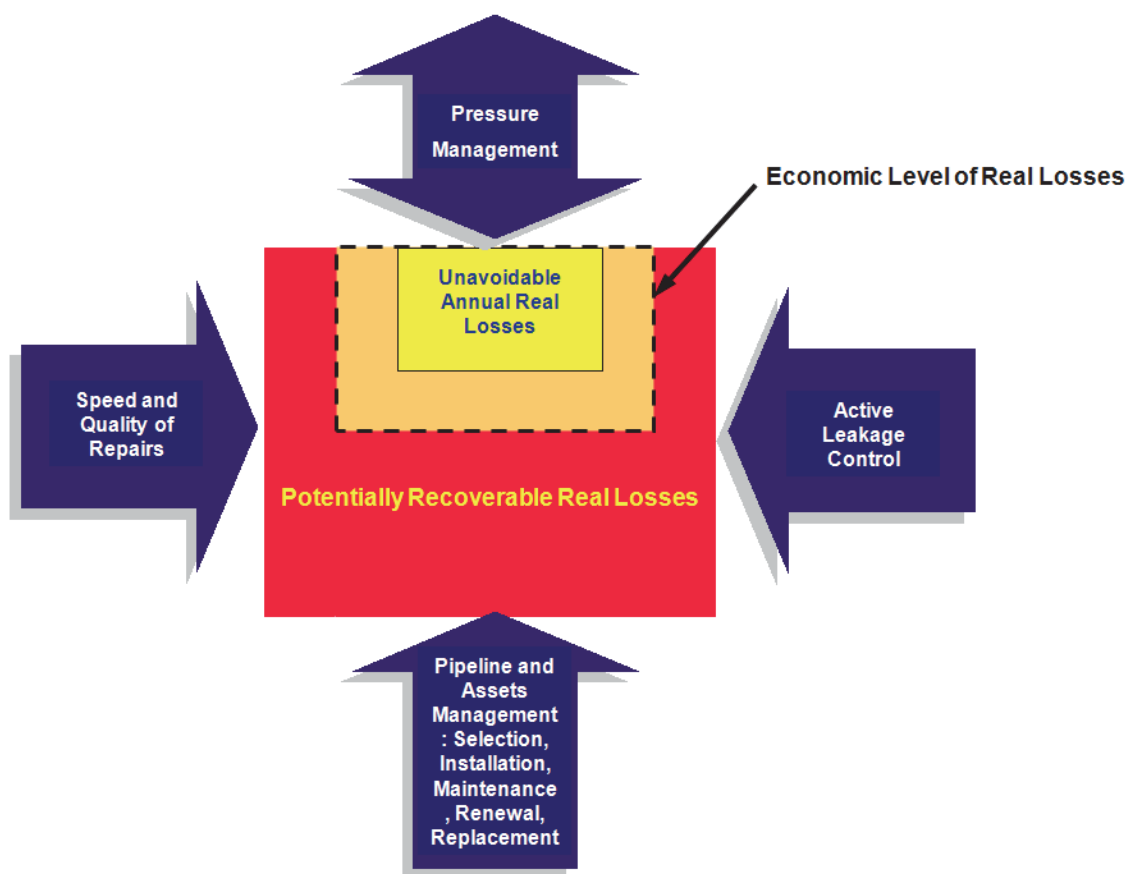 Pressure
Management
Economic Level of Real Losses
Unavoidable
Annual Real
Losses
Speed and
Quality of
Repairs
Active
Leakage
Control
Potentially Recoverable Real Losses
Pipeline and
Assets
Management
: Selection,
Installation,
Maintenance
, Renewal,
Replacement